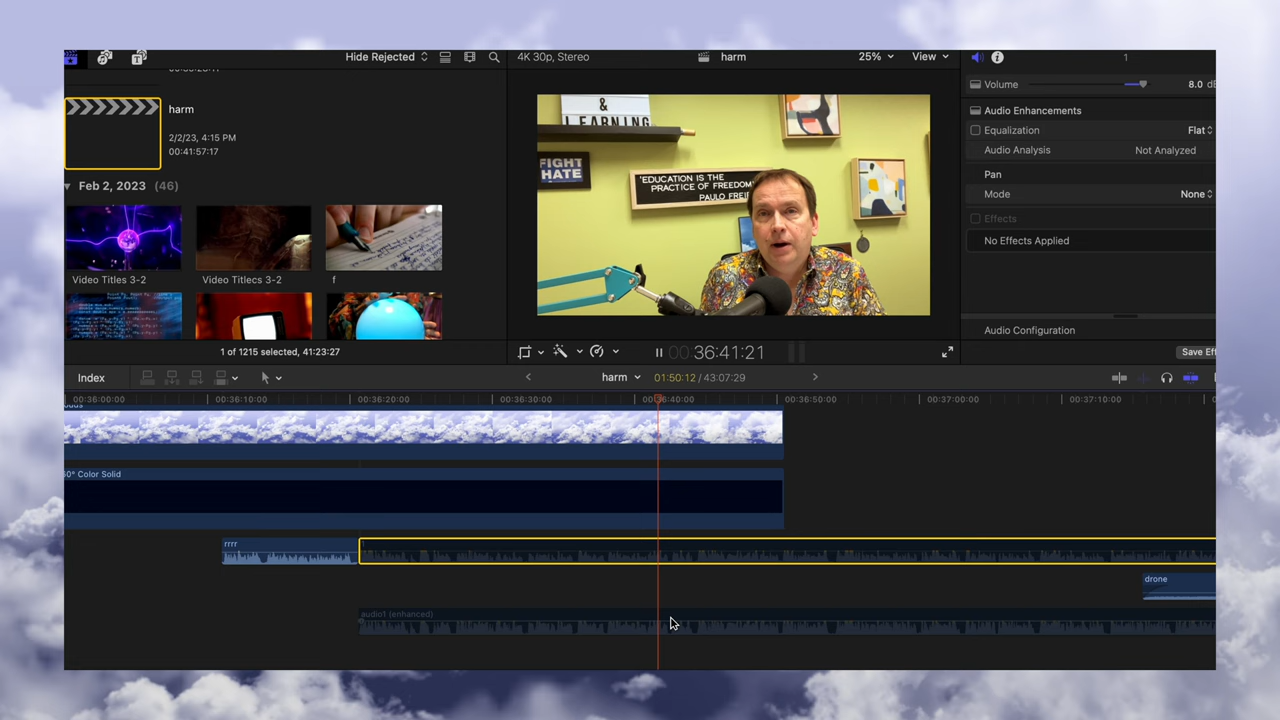 Hide Rejected
4K 30p, Stereo
harm
25%
View
1
harm
2/2/23, 4:15 PM
00:41:57:17
Feb 2, 2023 (46)
Video Titles 3-2
Video Titlecs 3-2
f
1 of 1215 selected, 41:23:27
&
LEARNING
FIGHT
HATE
'EDUCATION IS THE
PRACTICE OF FREEDOM
PAULO FREI
Volume
8.0 dB
Audio Enhancements
Equalization
Flat
Audio Analysis
Not Analyzed
Pan
Mode
None
Effects
No Effects Applied
Audio Configuration
Save Eff
00:36:41:21
Index
harm
01:50:12 / 43:07:29
00:36:00:00
00:36:10:00
00:36:20:00
00:36:30:00
00:36:40:00
00:36:50:00
00:37:00:00
00:37:10:00
60° Color Solid
rrrr
drone
audio1 (enhanced)